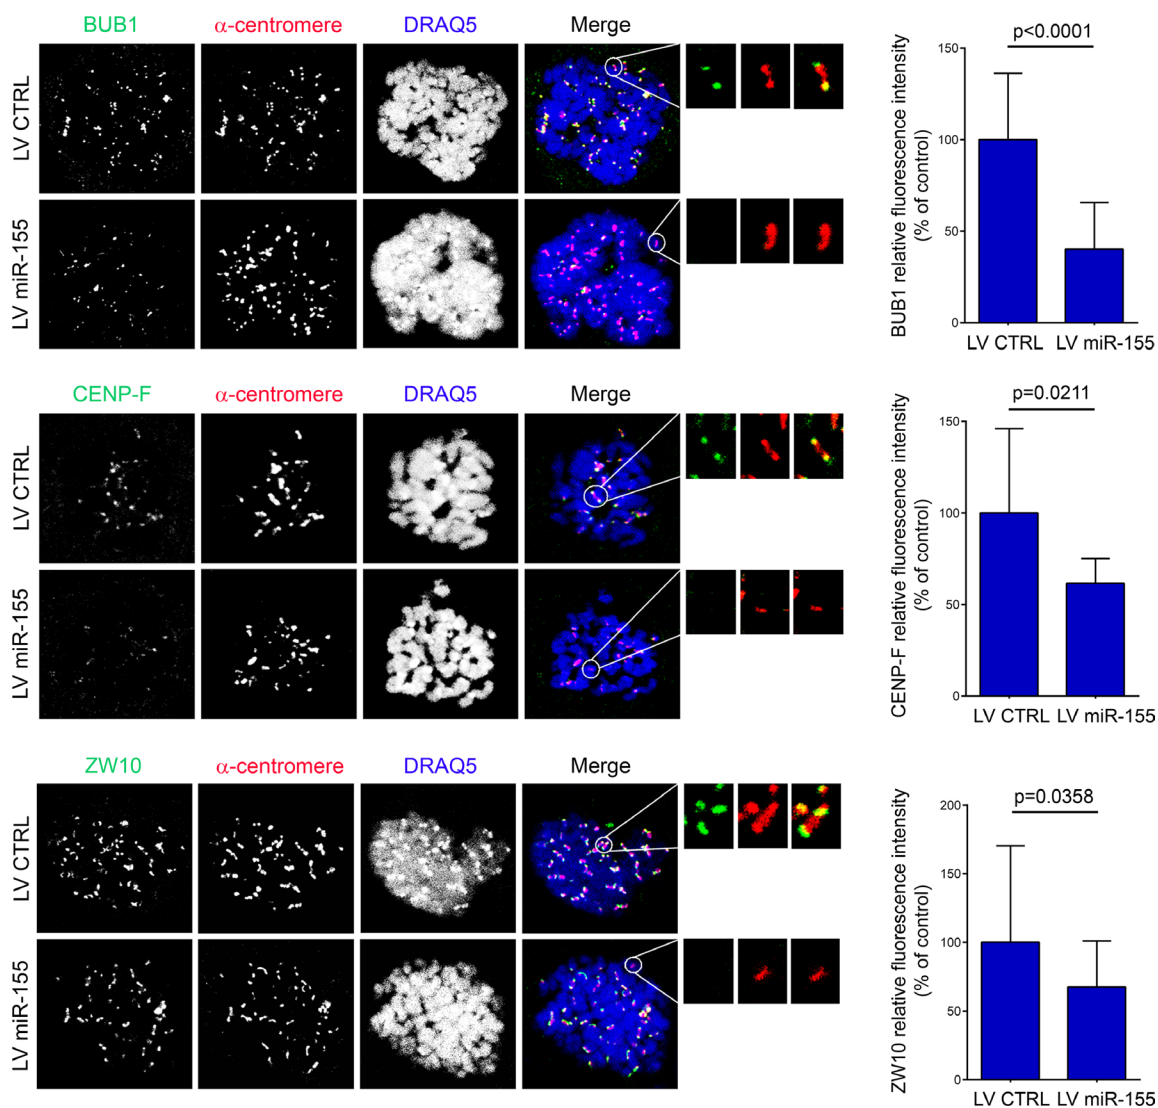 BUB1 α-centromere DRAQ5 Merge
LV CTRL
LV miR-155
p<0.0001
BUB1 relative fluorescence intensity
(% of control)
150
100
50
0
LV CTRL LV miR-155
CENP-F α-centromere DRAQ5 Merge
LV CTRL
LV miR-155
p=0.0211
CENP-F relative fluorescence intensity
(% of control)
150
100
50
0
LV CTRL LV miR-155
ZW10 α-centromere DRAQ5 Merge
LV CTRL
LV miR-155
p=0.0358
ZW10 relative fluorescence intensity
(% of control)
200
150
100
50
0
LV CTRL LV miR-155